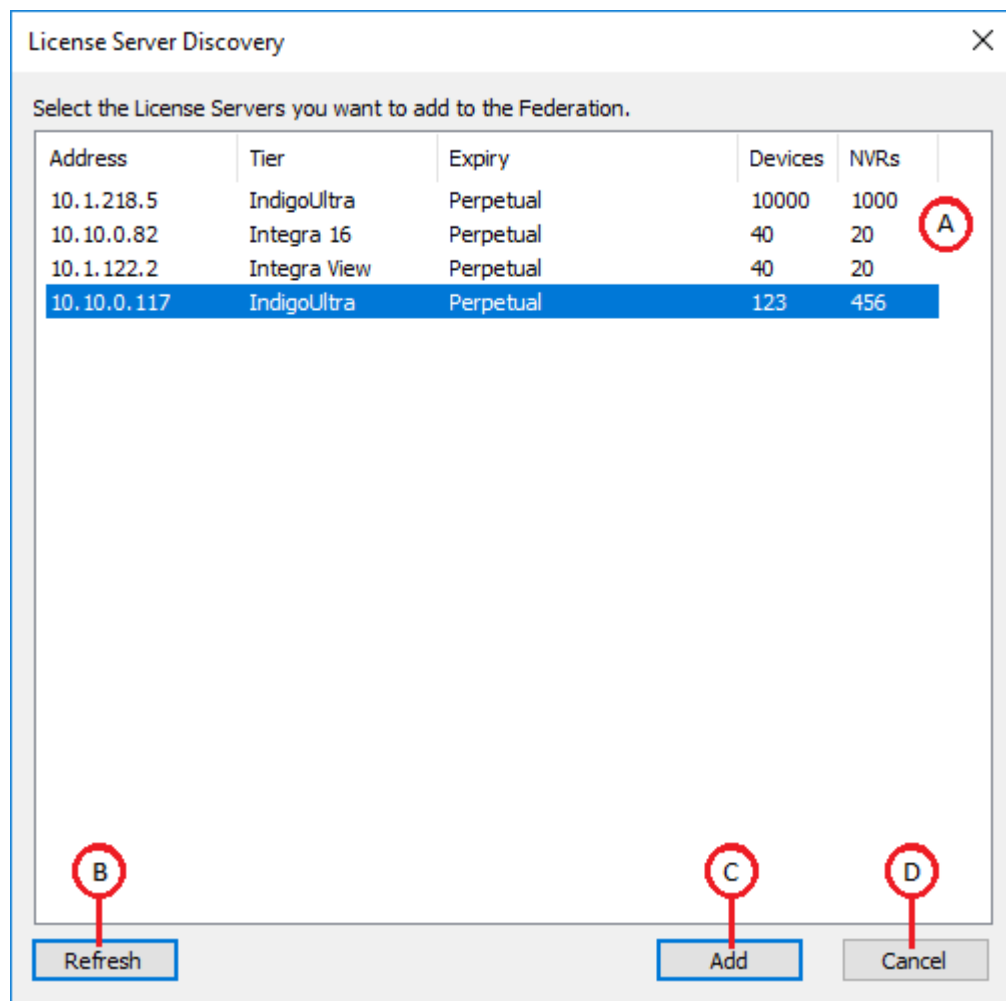 License Server Discovery
Select the License Servers you want to add to the Federation.
Address Tier Expiry Devices NVRs
10.1.218.5 IndigoUltra Perpetual 10000 1000
A
10.10.0.82 Integra 16 Perpetual 40 20
10.1.122.2 Integra View Perpetual 40 20
10.10.0.117 IndigoUltra Perpetual 123 456
B C D
Refresh Add Cancel